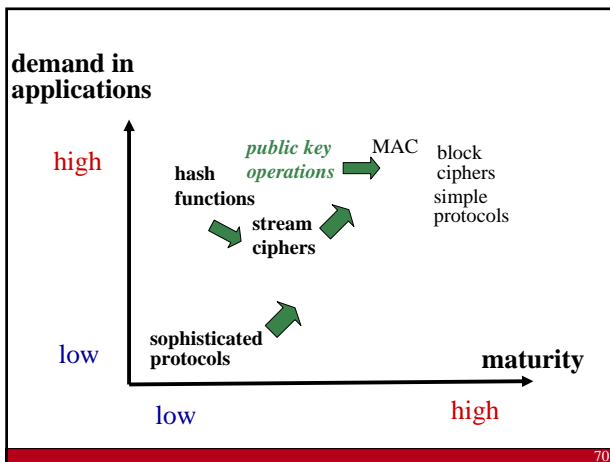 demand in
applications
high
hash
functions
public key
operations
MAC
block
ciphers
simple
protocols
stream
ciphers
sophisticated
protocols
low
maturity
low
high
70